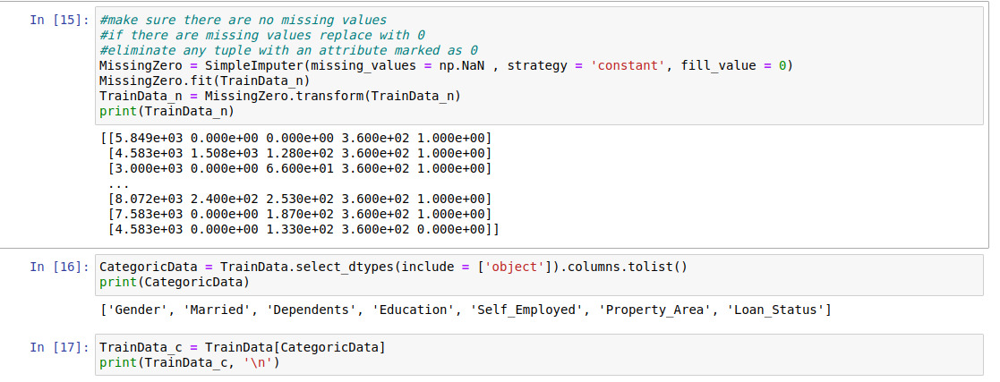 In [15]: #make sure there are no missing values
#if there are missing values replace with 0
#eliminate any tuple with an attribute marked as 0
MissingZero = SimpleImputer(missing_values = np.NaN , strategy = 'constant', fill_value = 0)
MissingZero.fit(TrainData_n)
TrainData_n = MissingZero.transform(TrainData_n)
print(TrainData_n)
[[5.849e+03 0.000e+00 0.000e+00 3.600e+02 1.000e+00]
[4.583e+03 1.508e+03 1.280e+02 3.600e+02 1.000e+00]
[3.000e+03 0.000e+00 6.600e+01 3.600e+02 1.000e+00]
...
[8.072e+03 2.400e+02 2.530e+02 3.600e+02 1.000e+00]
[7.583e+03 0.000e+00 1.870e+02 3.600e+02 1.000e+00]
[4.583e+03 0.000e+00 1.330e+02 3.600e+02 0.000e+00]]
In [16]: CategoricData = TrainData.select_dtypes(include = ['object']).columns.tolist()
print(CategoricData)
['Gender', 'Married', 'Dependents', 'Education', 'Self_Employed', 'Property_Area', 'Loan_Status']
In [17]: TrainData_c = TrainData[CategoricData]
print(TrainData_c, '\n')